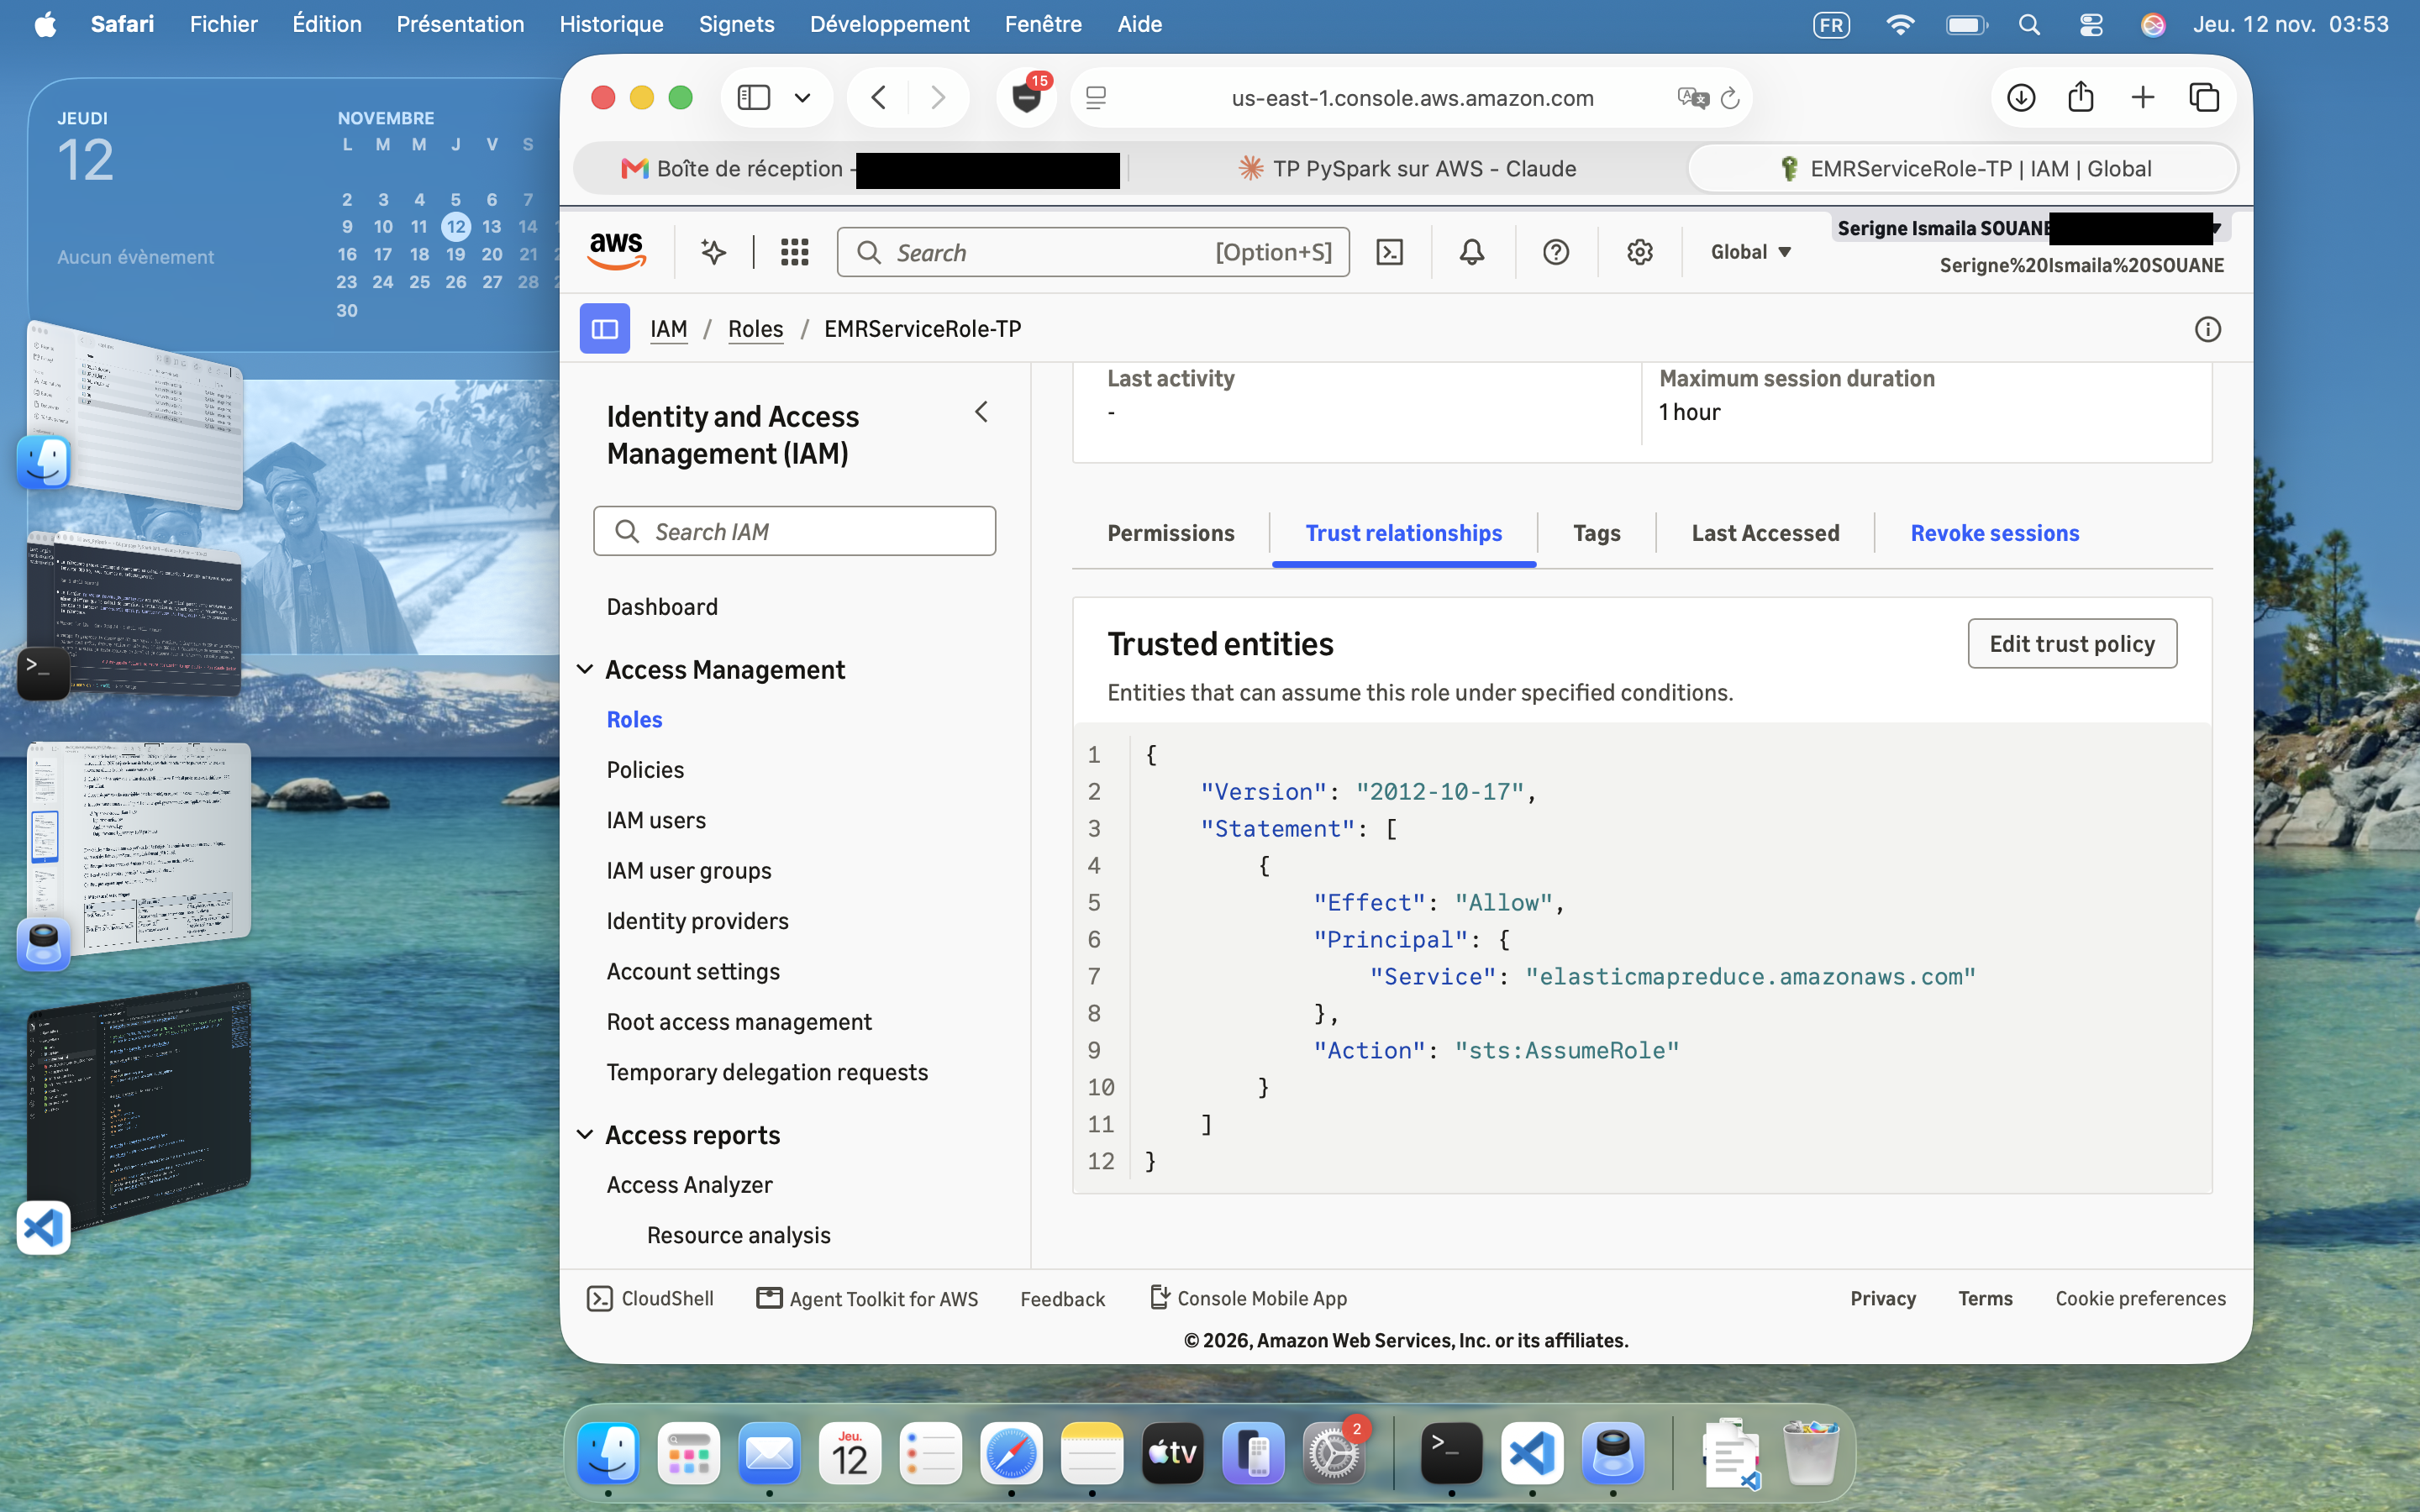 Safari Fichier Édition Présentation Historique Signets Développement Fenêtre Aide FR Jeu. 12 nov. 03:53
JEUDI
12
Aucun évènement
NOVEMBRE
L M M J V S
2 3 4 5 6 7
9 10 11 12 13 14
16 17 18 19 20 21
23 24 25 26 27 28
30
15
us-east-1.console.aws.amazon.com
Boîte de réception -
TP PySpark sur AWS - Claude
EMRServiceRole-TP | IAM | Global
aws
Search [Option+S]
Global
Serigne Ismaila SOUANE
Serigne%20Ismaila%20SOUANE
IAM / Roles / EMRServiceRole-TP
Identity and Access
Management (IAM)
Search IAM
Dashboard
Access Management
Roles
Policies
IAM users
IAM user groups
Identity providers
Account settings
Root access management
Temporary delegation requests
Access reports
Access Analyzer
Resource analysis
Last activity
-
Maximum session duration
1 hour
Permissions Trust relationships Tags Last Accessed Revoke sessions
Trusted entities
Edit trust policy
Entities that can assume this role under specified conditions.
1 {
2 "Version": "2012-10-17",
3 "Statement": [
4 {
5 "Effect": "Allow",
6 "Principal": {
7 "Service": "elasticmapreduce.amazonaws.com"
8 },
9 "Action": "sts:AssumeRole"
10 }
11 ]
12 }
CloudShell Agent Toolkit for AWS Feedback Console Mobile App Privacy Terms Cookie preferences
© 2026, Amazon Web Services, Inc. or its affiliates.
Jeu.
12
tv
2